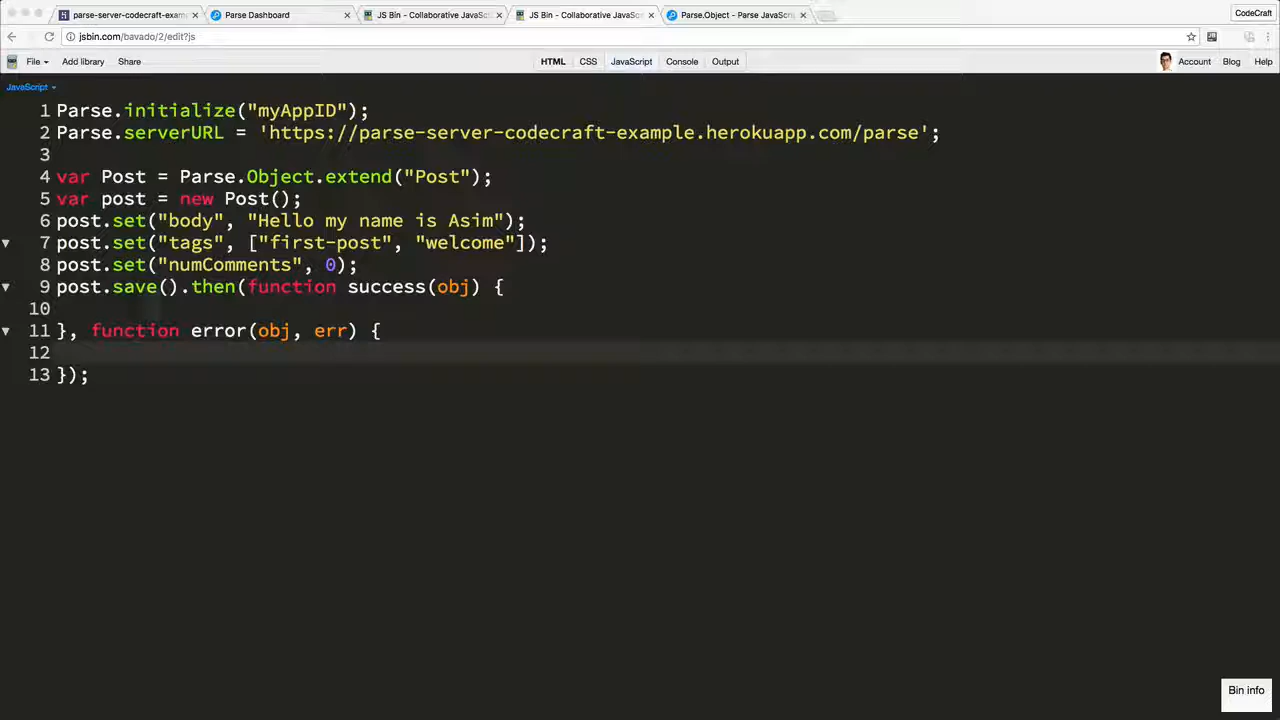 CodeCraft
parse-server-codecraft-exam
Parse Dashboard
JS Bin - Collaborative JavaSc
JS Bin - Collaborative JavaSc
Parse.Object - Parse JavaScri
jsbin.com/bavado/2/edit?js
File
Add library
Share
HTML
CSS
JavaScript
Console
Output
Account
Blog
Help
JavaScript
1 Parse.initialize("myAppID");
2 Parse.serverURL = 'https://parse-server-codecraft-example.herokuapp.com/parse';
3
4 var Post = Parse.Object.extend("Post");
5 var post = new Post();
6 post.set("body", "Hello my name is Asim");
7 post.set("tags", ["first-post", "welcome"]);
8 post.set("numComments", 0);
9 post.save().then(function success(obj) {
10
11 }, function error(obj, err) {
12
13 });
Bin info